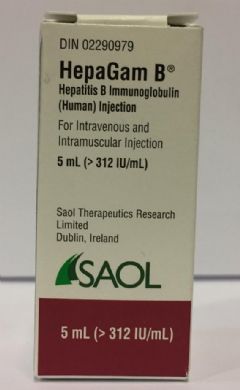 DIN 02290979
HepaGam B®
Hepatitis B Immunoglobulin
(Human) Injection
For Intravenous and
Intramuscular Injection
5 mL (> 312 IU/mL)
Saol Therapeutics Research
Limited
Dublin, Ireland
SAOL
5 mL (> 312 IU/mL)